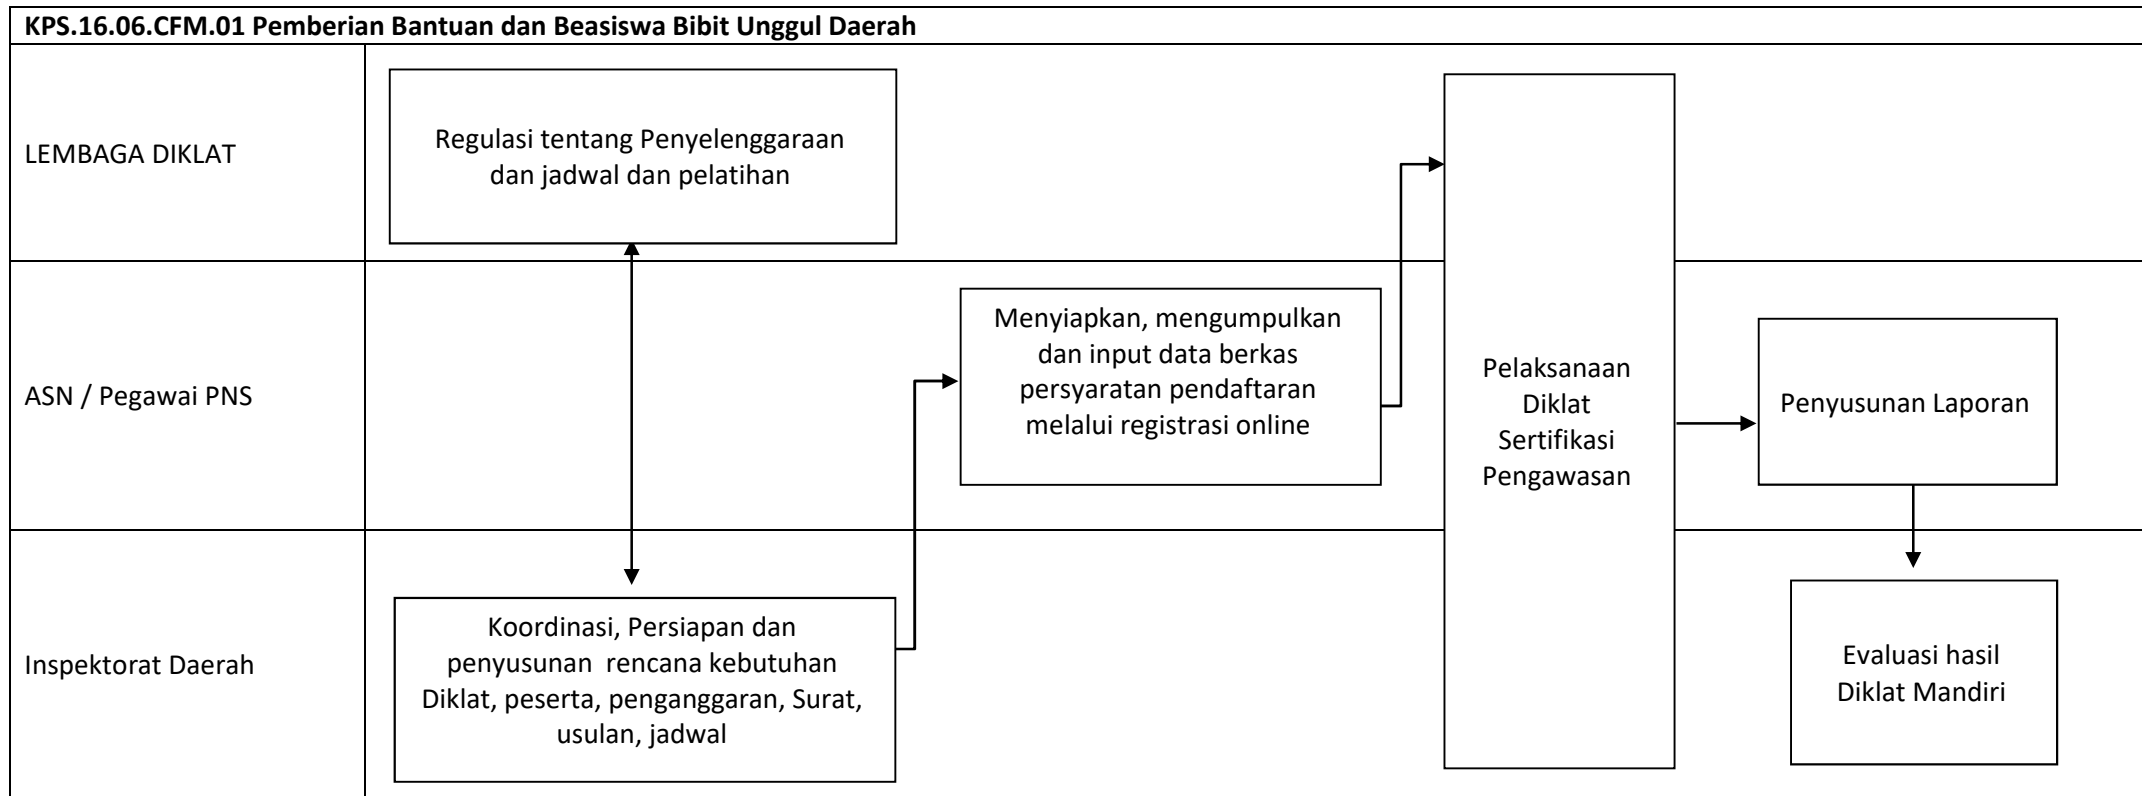 KPS.16.06.CFM.01 Pemberian Bantuan dan Beasiswa Bibit Unggul Daerah
LEMBAGA DIKLAT
Regulasi tentang Penyelenggaraan
dan jadwal dan pelatihan
ASN / Pegawai PNS
Menyiapkan, mengumpulkan
dan input data berkas
persyaratan pendaftaran
melalui registrasi online
Pelaksanaan
Diklat
Sertifikasi
Pengawasan
Penyusunan Laporan
Inspektorat Daerah
Koordinasi, Persiapan dan
penyusunan rencana kebutuhan
Diklat, peserta, penganggaran, Surat,
usulan, jadwal
Evaluasi hasil
Diklat Mandiri